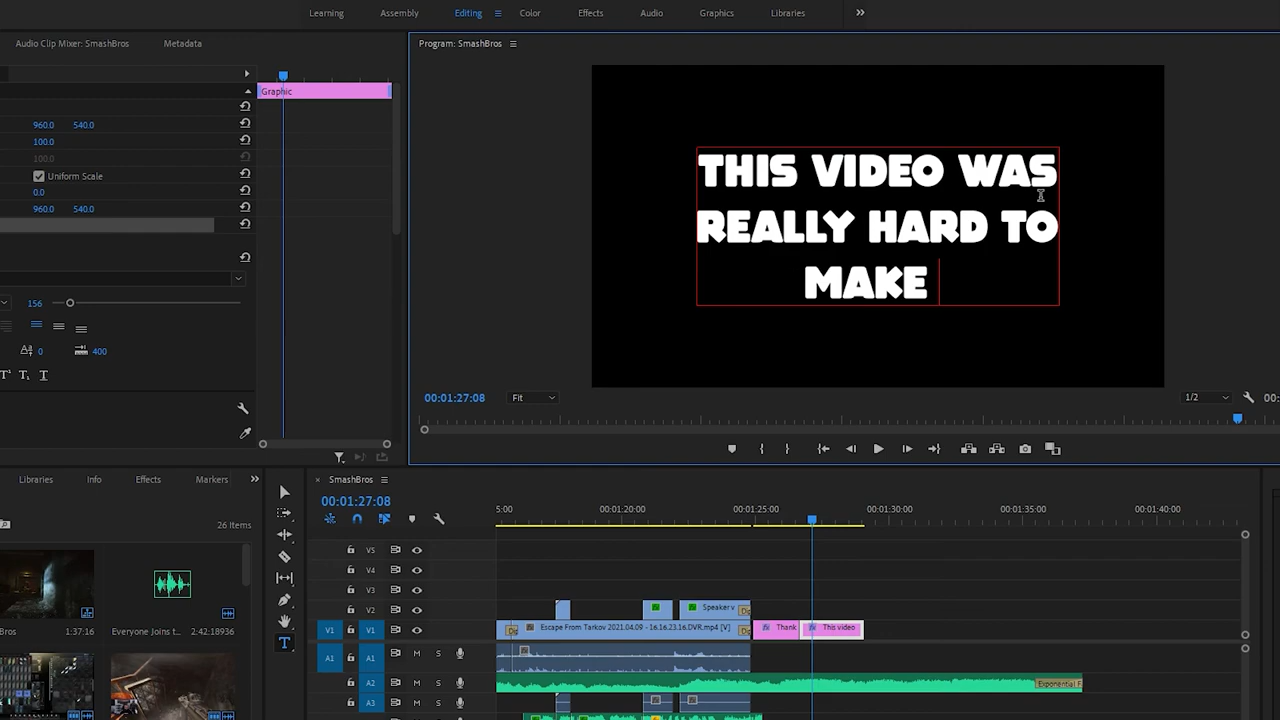 Learning Assembly Editing Color Effects Audio Graphics Libraries
Audio Clip Mixer: SmashBros Metadata
Program: SmashBros
Graphic
960.0 540.0
100.0
100.0
Uniform Scale
0.0
960.0 540.0
156
0 400
THIS VIDEO WAS
REALLY HARD TO
MAKE
00:01:27:08 Fit 1/2 00:
Libraries Info Effects Markers
26 Items
Bros 1:37:16
Everyone Joins t... 2:42:18936
SmashBros
00:01:27:08
5:00 00:01:20:00 00:01:25:00 00:01:30:00 00:01:35:00 00:01:40:00
V5
V4
V3
V2 Speaker v
V1 V1 Escape From Tarkov 2021.04.09 - 16.16.23.16.DVR.mp4 [V] Thank This video
A1 A1 M S
A2 M S Exponential F
A3 M S